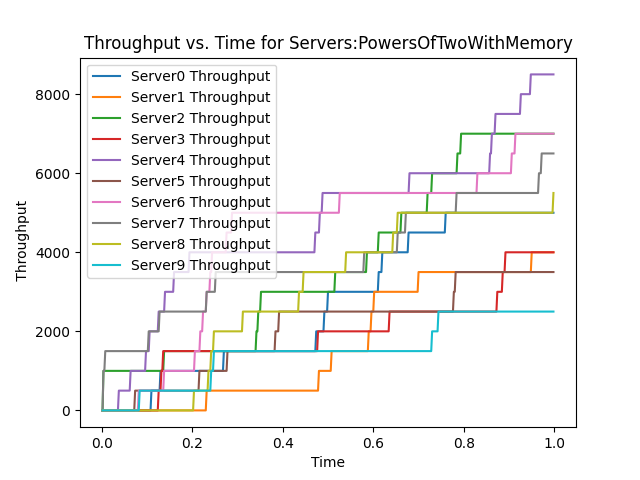 Throughput vs. Time for Servers:PowersOfTwoWithMemory
Throughput
8000
6000
4000
2000
0
Server0 Throughput
Server1 Throughput
Server2 Throughput
Server3 Throughput
Server4 Throughput
Server5 Throughput
Server6 Throughput
Server7 Throughput
Server8 Throughput
Server9 Throughput
0.0 0.2 0.4 0.6 0.8 1.0
Time